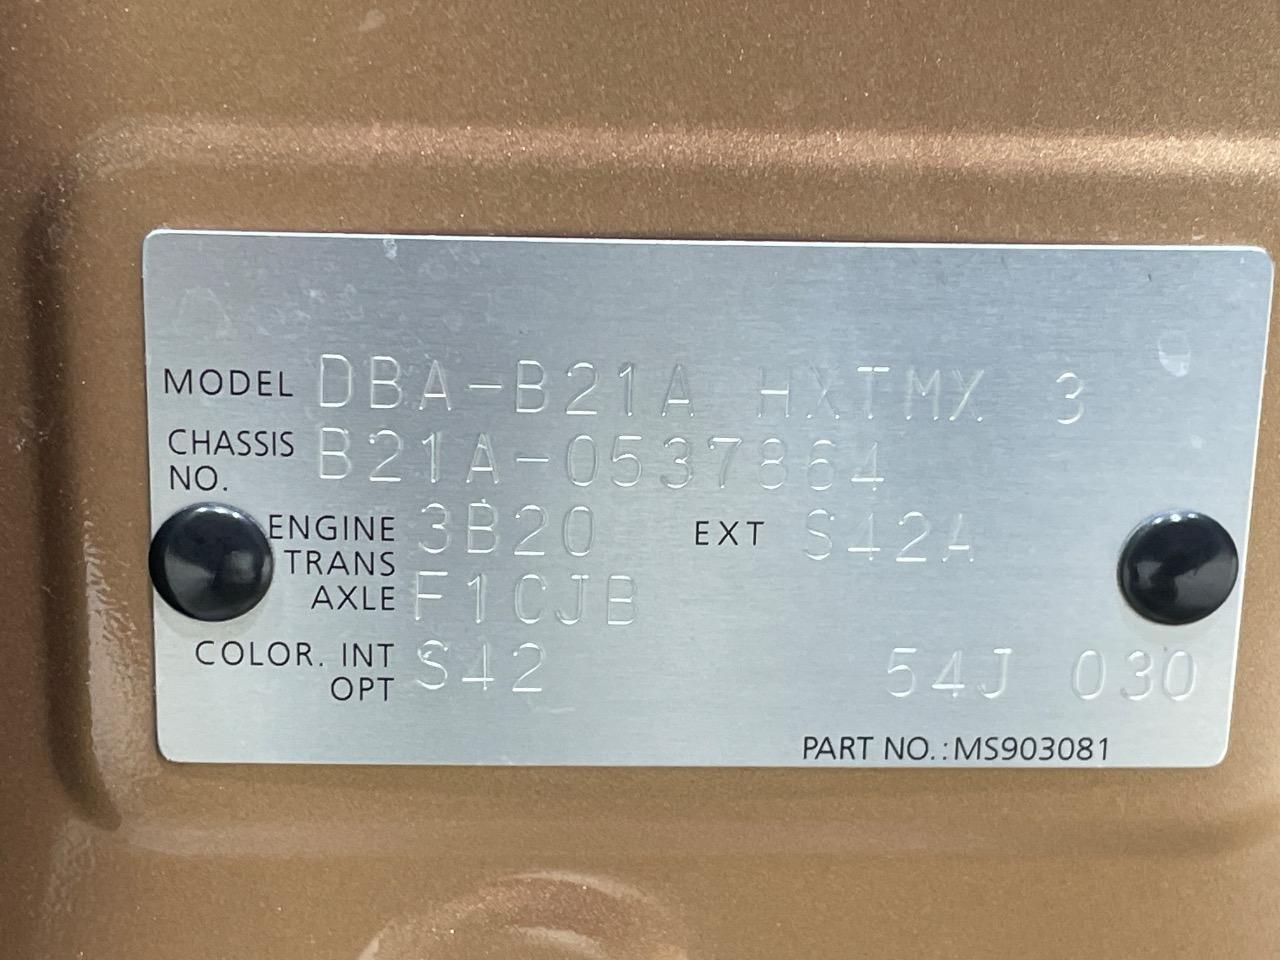 MODEL DBA-B21A HXTMX 3
CHASSIS NO. B21A-0537864
ENGINE 3B20 EXT S42A
TRANS AXLE F1CJB
COLOR. INT OPT S42 54J 030
PART NO.:MS903081